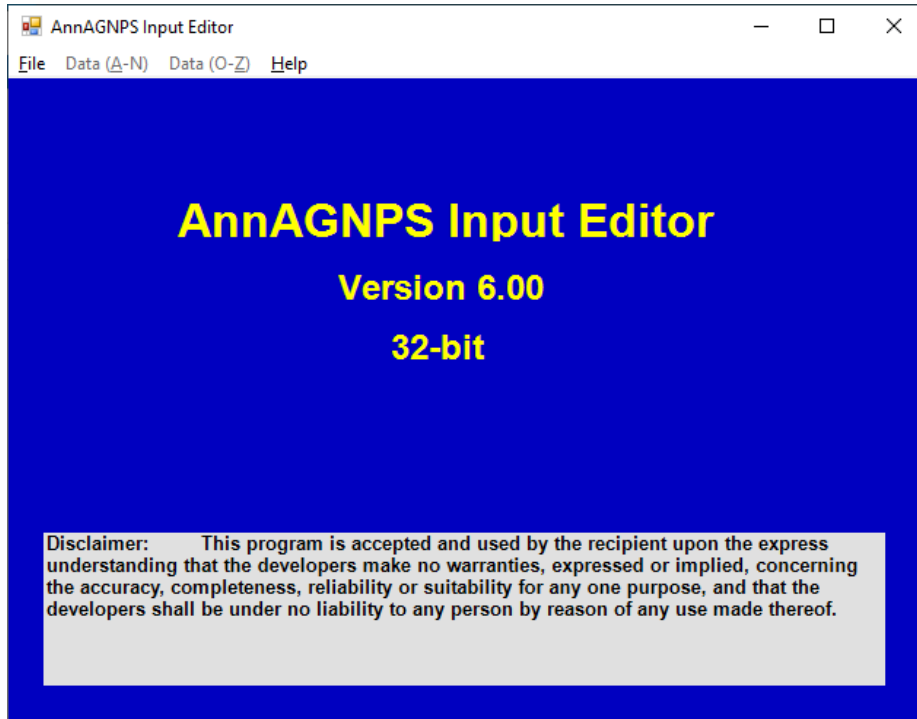 AnnAGNPS Input Editor
File Data (A-N) Data (O-Z) Help
AnnAGNPS Input Editor
Version 6.00
32-bit
Disclaimer: This program is accepted and used by the recipient upon the express
understanding that the developers make no warranties, expressed or implied, concerning
the accuracy, completeness, reliability or suitability for any one purpose, and that the
developers shall be under no liability to any person by reason of any use made thereof.